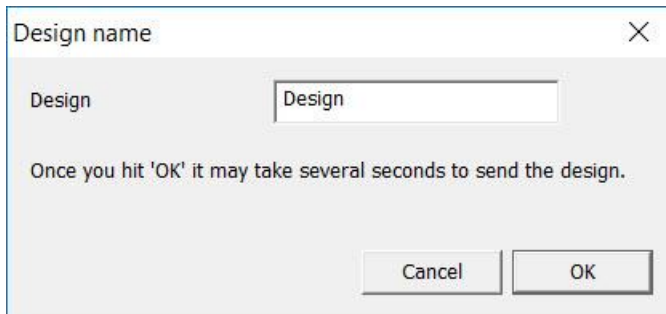 Design name
Design Design
Once you hit 'OK' it may take several seconds to send the design.
Cancel OK